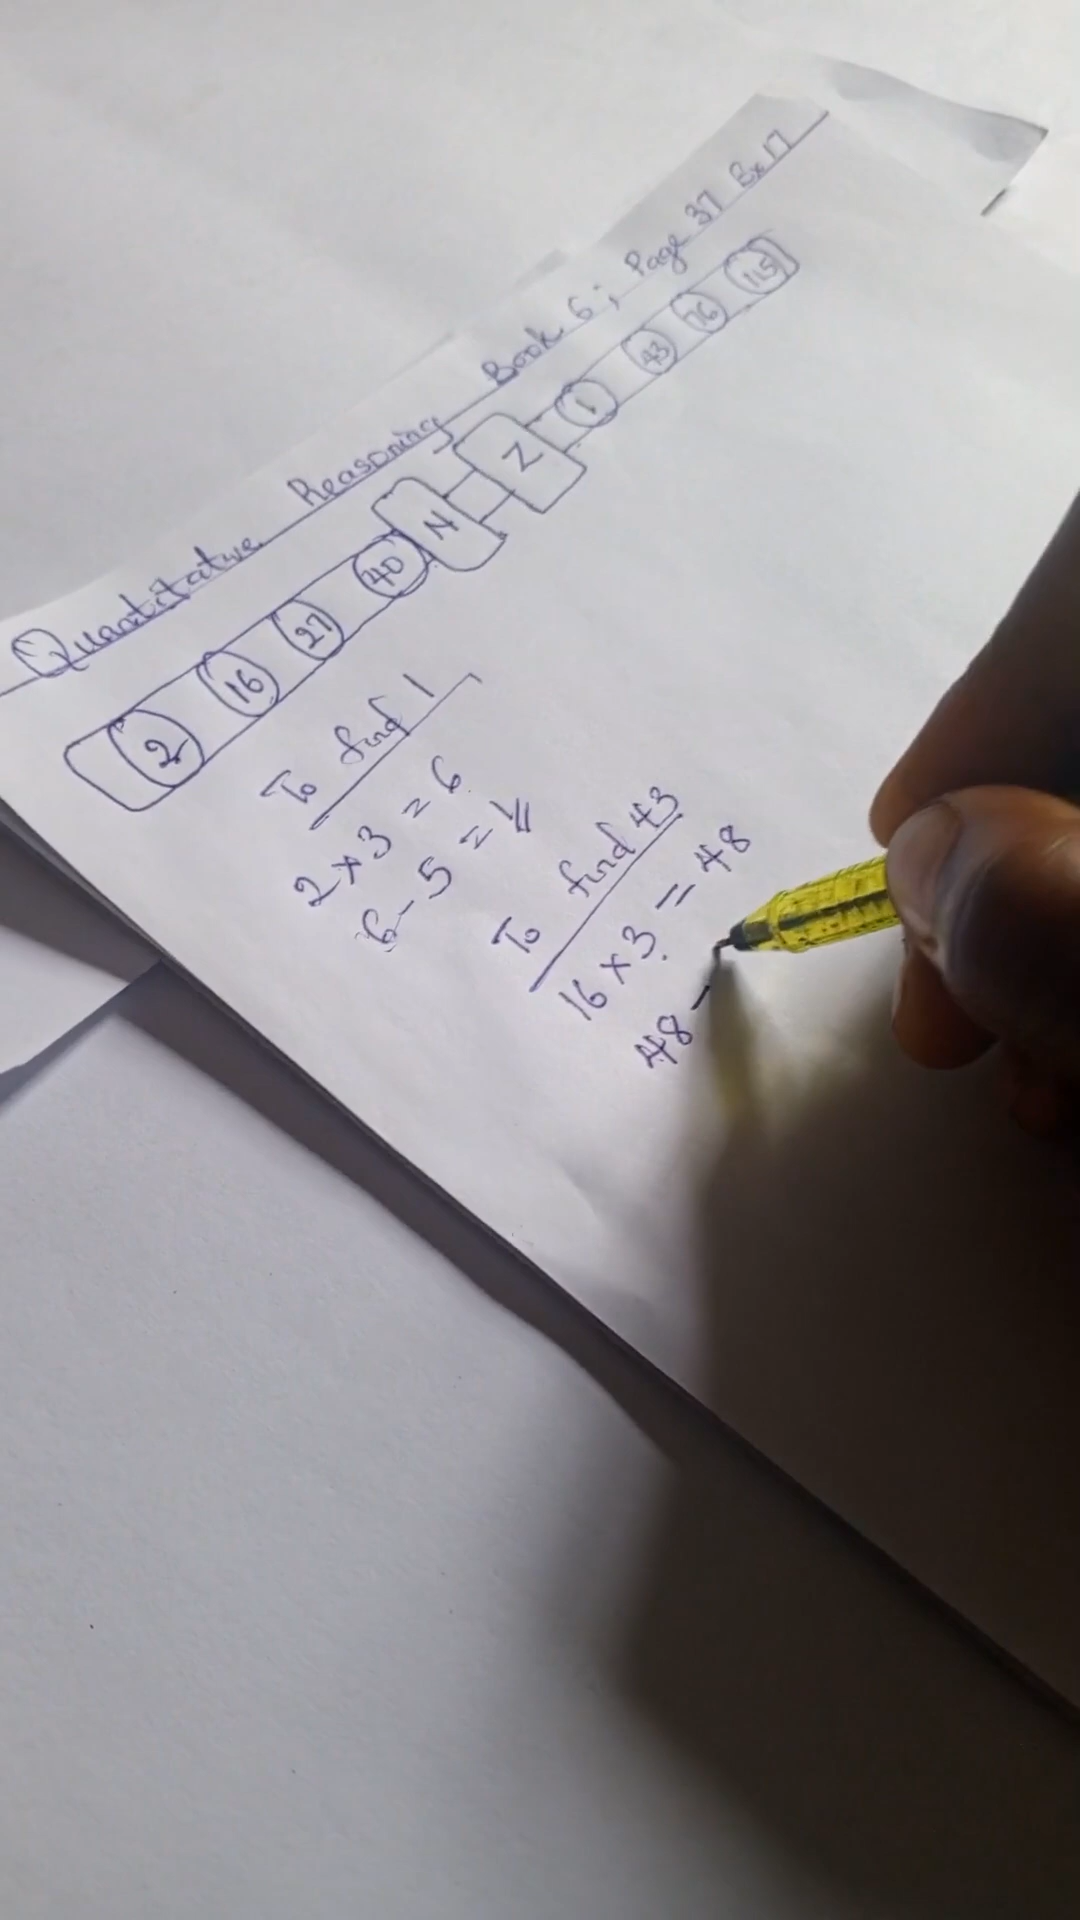 Quantitative Reasoning Book 6; Page 37 Ex 17
2 16 27 40 N Z 1 43 76 115
To find 1
2 × 3 = 6
6 - 5 = 1
To find 43
16 × 3 = 48
48 -